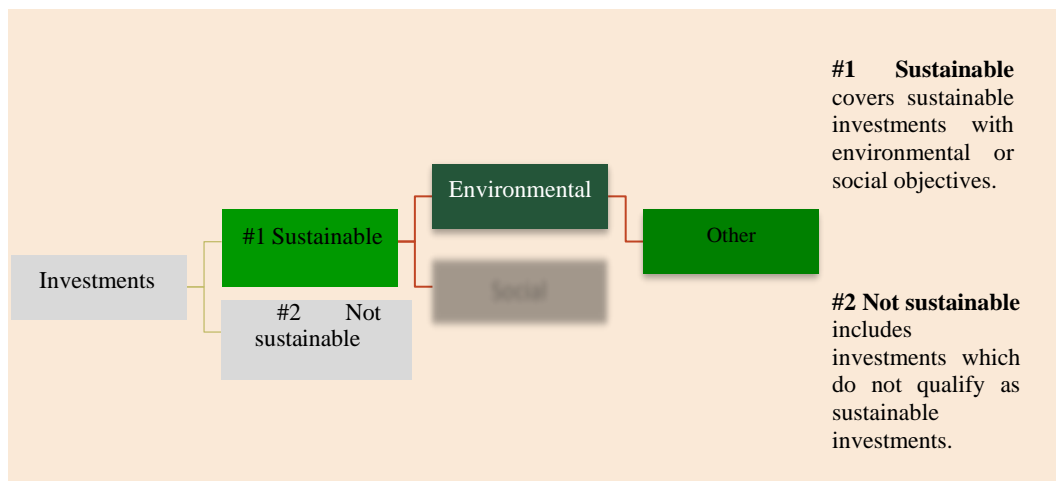 Investments
#1 Sustainable
#2 Not
sustainable
Environmental
Social
Other
#1 Sustainable
covers sustainable
investments with
environmental or
social objectives.
#2 Not sustainable
includes
investments which
do not qualify as
sustainable
investments.